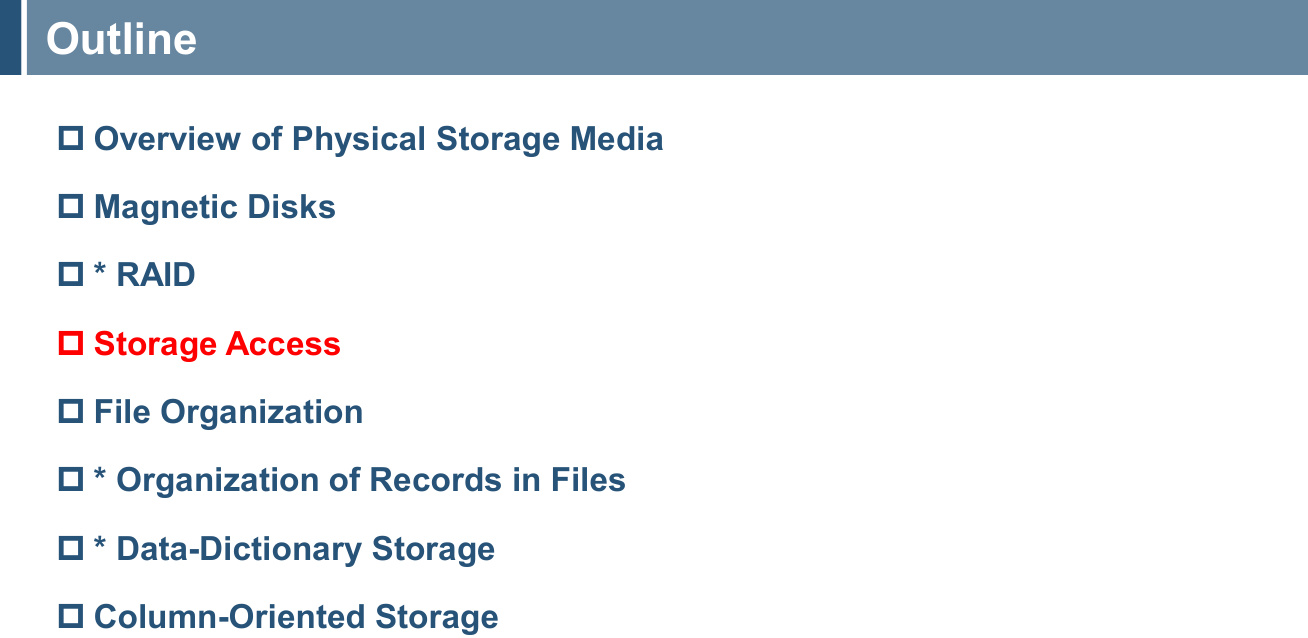 Outline
Overview of Physical Storage Media
Magnetic Disks
* RAID
Storage Access
File Organization
* Organization of Records in Files
* Data-Dictionary Storage
Column-Oriented Storage